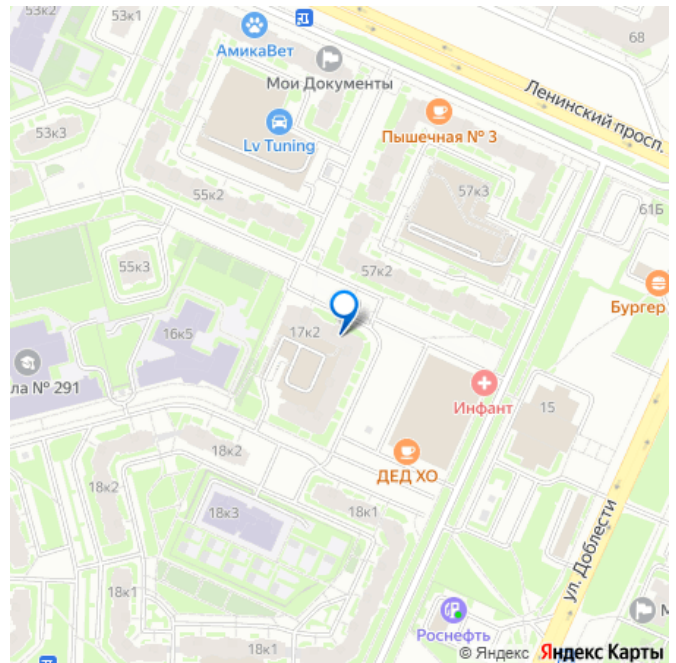 53к2
53к1
68
АмикаВет
Мои Документы
Ленинский просп.
53к3
Lv Tuning
Пышечная № 3
55к2
57к3
61Б
55к3
57к2
Бургер
17к2
16к5
ла № 291
Инфант
15
18к2
ДЕД ХО
18к2
18к3
18к1
ул. Доблести
18к1
М
Роснефть
18к1
© Яндекс Яндекс Карты